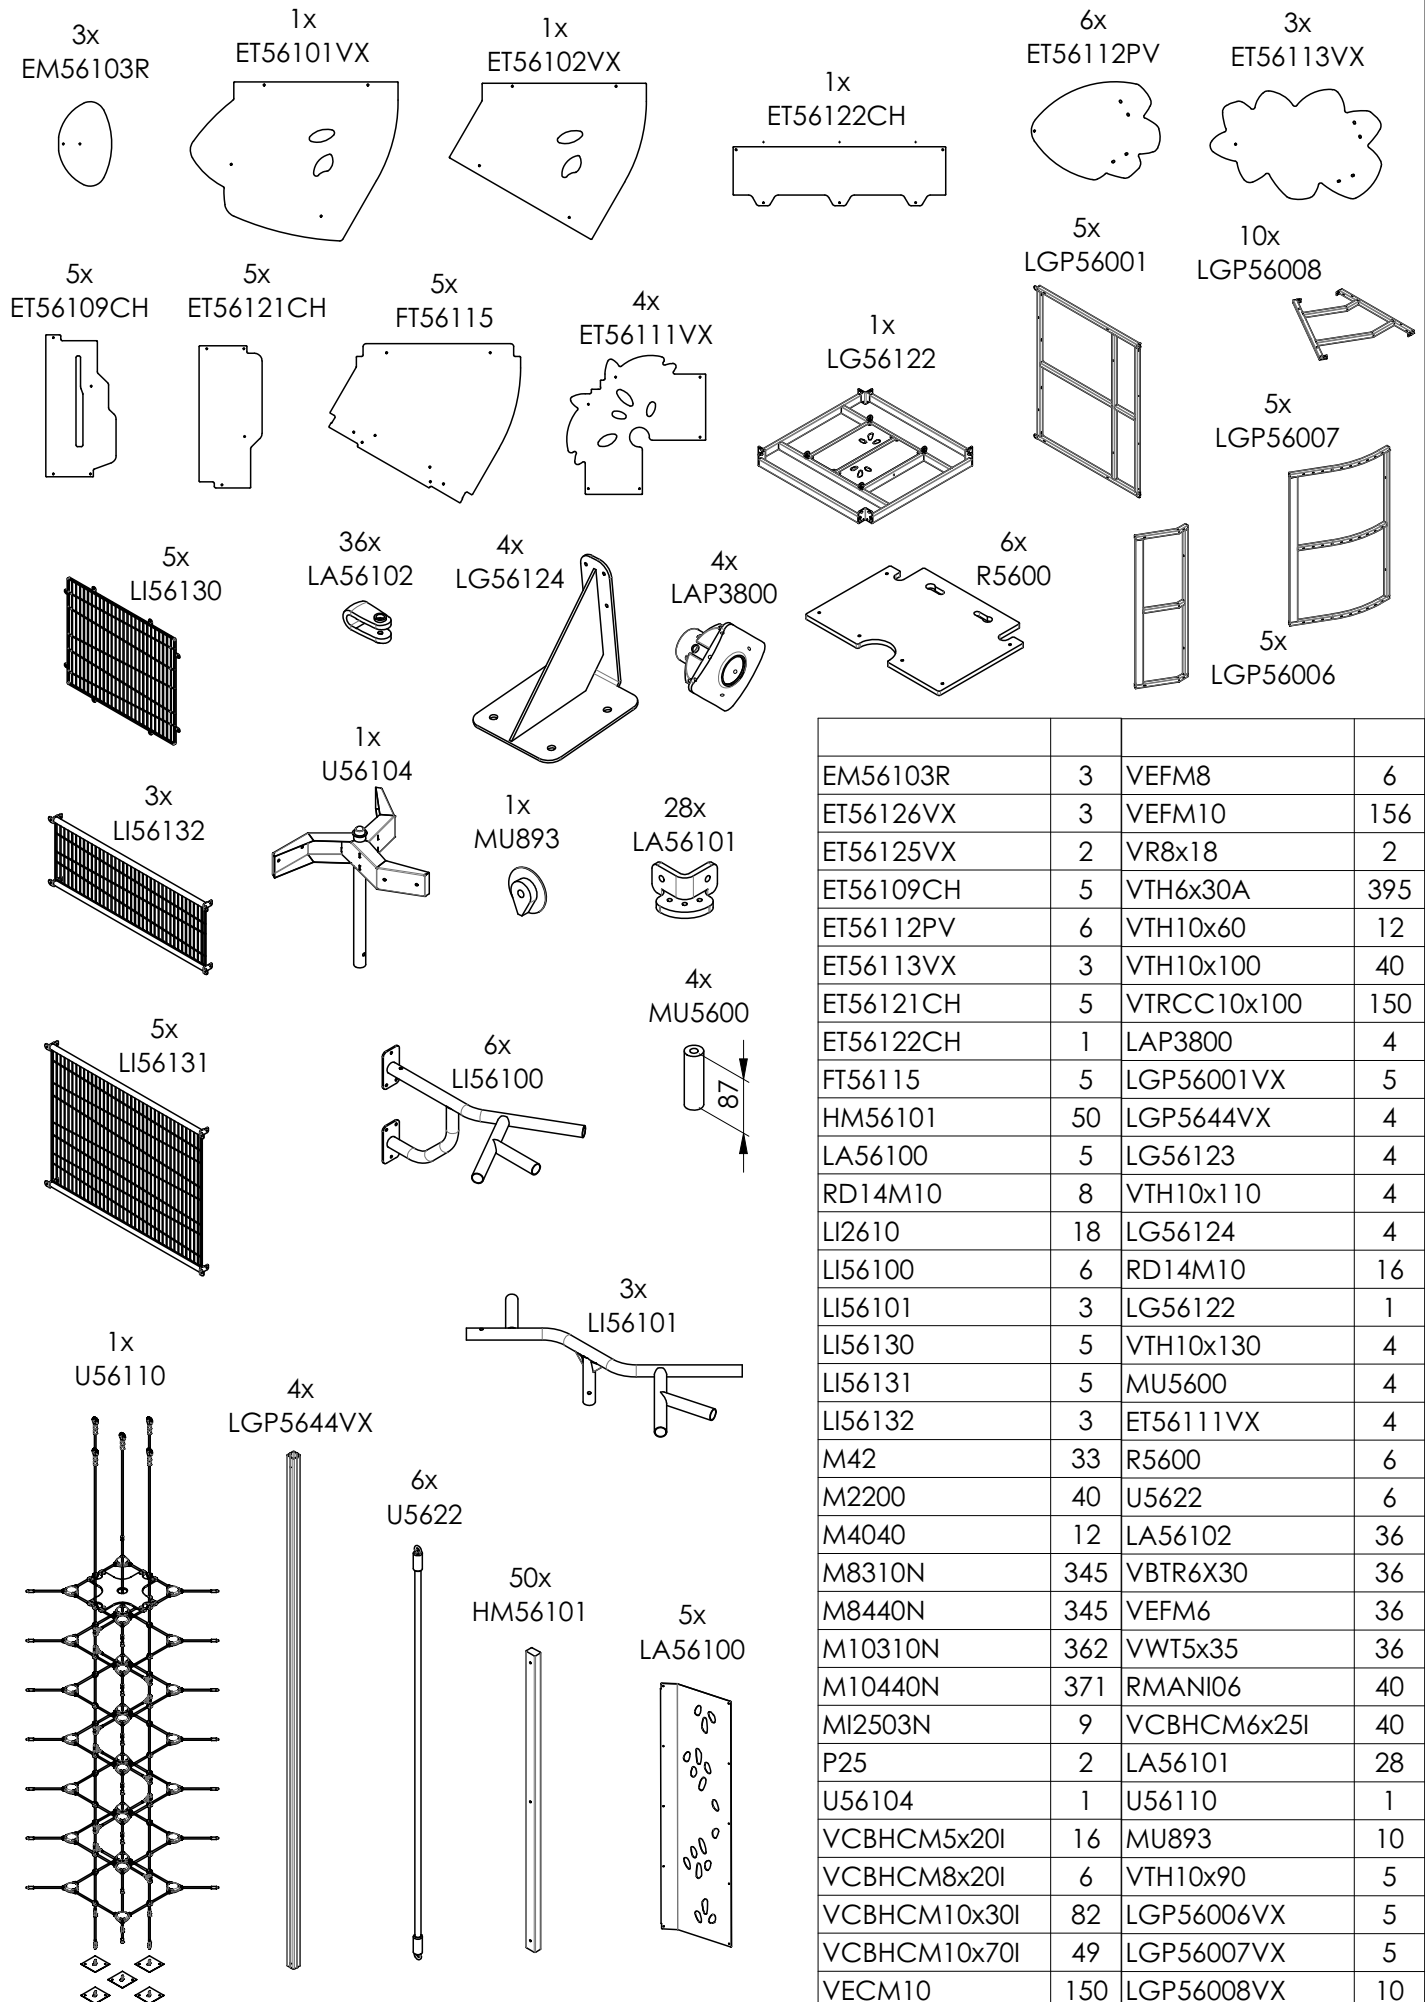 3x
EM56103R
1x
ET56101VX
1x
ET56102VX
1x
ET56122CH
6x
ET56112PV
3x
ET56113VX
5x
ET56109CH
5x
ET56121CH
5x
FT56115
4x
ET56111VX
1x
LG56122
5x
LGP56001
10x
LGP56008
5x
LGP56007
5x
LI56130
36x
LA56102
4x
LG56124
4x
LAP3800
6x
R5600
5x
LGP56006
3x
LI56132
1x
U56104
1x
MU893
28x
LA56101
5x
LI56131
6x
LI56100
4x
MU5600
87
3x
LI56101
1x
U56110
4x
LGP5644VX
6x
U5622
50x
HM56101
5x
LA56100
EM56103R 3 VEFM8 6
ET56126VX 3 VEFM10 156
ET56125VX 2 VR8x18 2
ET56109CH 5 VTH6x30A 395
ET56112PV 6 VTH10x60 12
ET56113VX 3 VTH10x100 40
ET56121CH 5 VTRCC10x100 150
ET56122CH 1 LAP3800 4
FT56115 5 LGP56001VX 5
HM56101 50 LGP5644VX 4
LA56100 5 LG56123 4
RD14M10 8 VTH10x110 4
LI2610 18 LG56124 4
LI56100 6 RD14M10 16
LI56101 3 LG56122 1
LI56130 5 VTH10x130 4
LI56131 5 MU5600 4
LI56132 3 ET56111VX 4
M42 33 R5600 6
M2200 40 U5622 6
M4040 12 LA56102 36
M8310N 345 VBTR6X30 36
M8440N 345 VEFM6 36
M10310N 362 VWT5x35 36
M10440N 371 RMANI06 40
MI2503N 9 VCBHCM6x25I 40
P25 2 LA56101 28
U56104 1 U56110 1
VCBHCM5x20I 16 MU893 10
VCBHCM8x20I 6 VTH10x90 5
VCBHCM10x30I 82 LGP56006VX 5
VCBHCM10x70I 49 LGP56007VX 5
VECM10 150 LGP56008VX 10